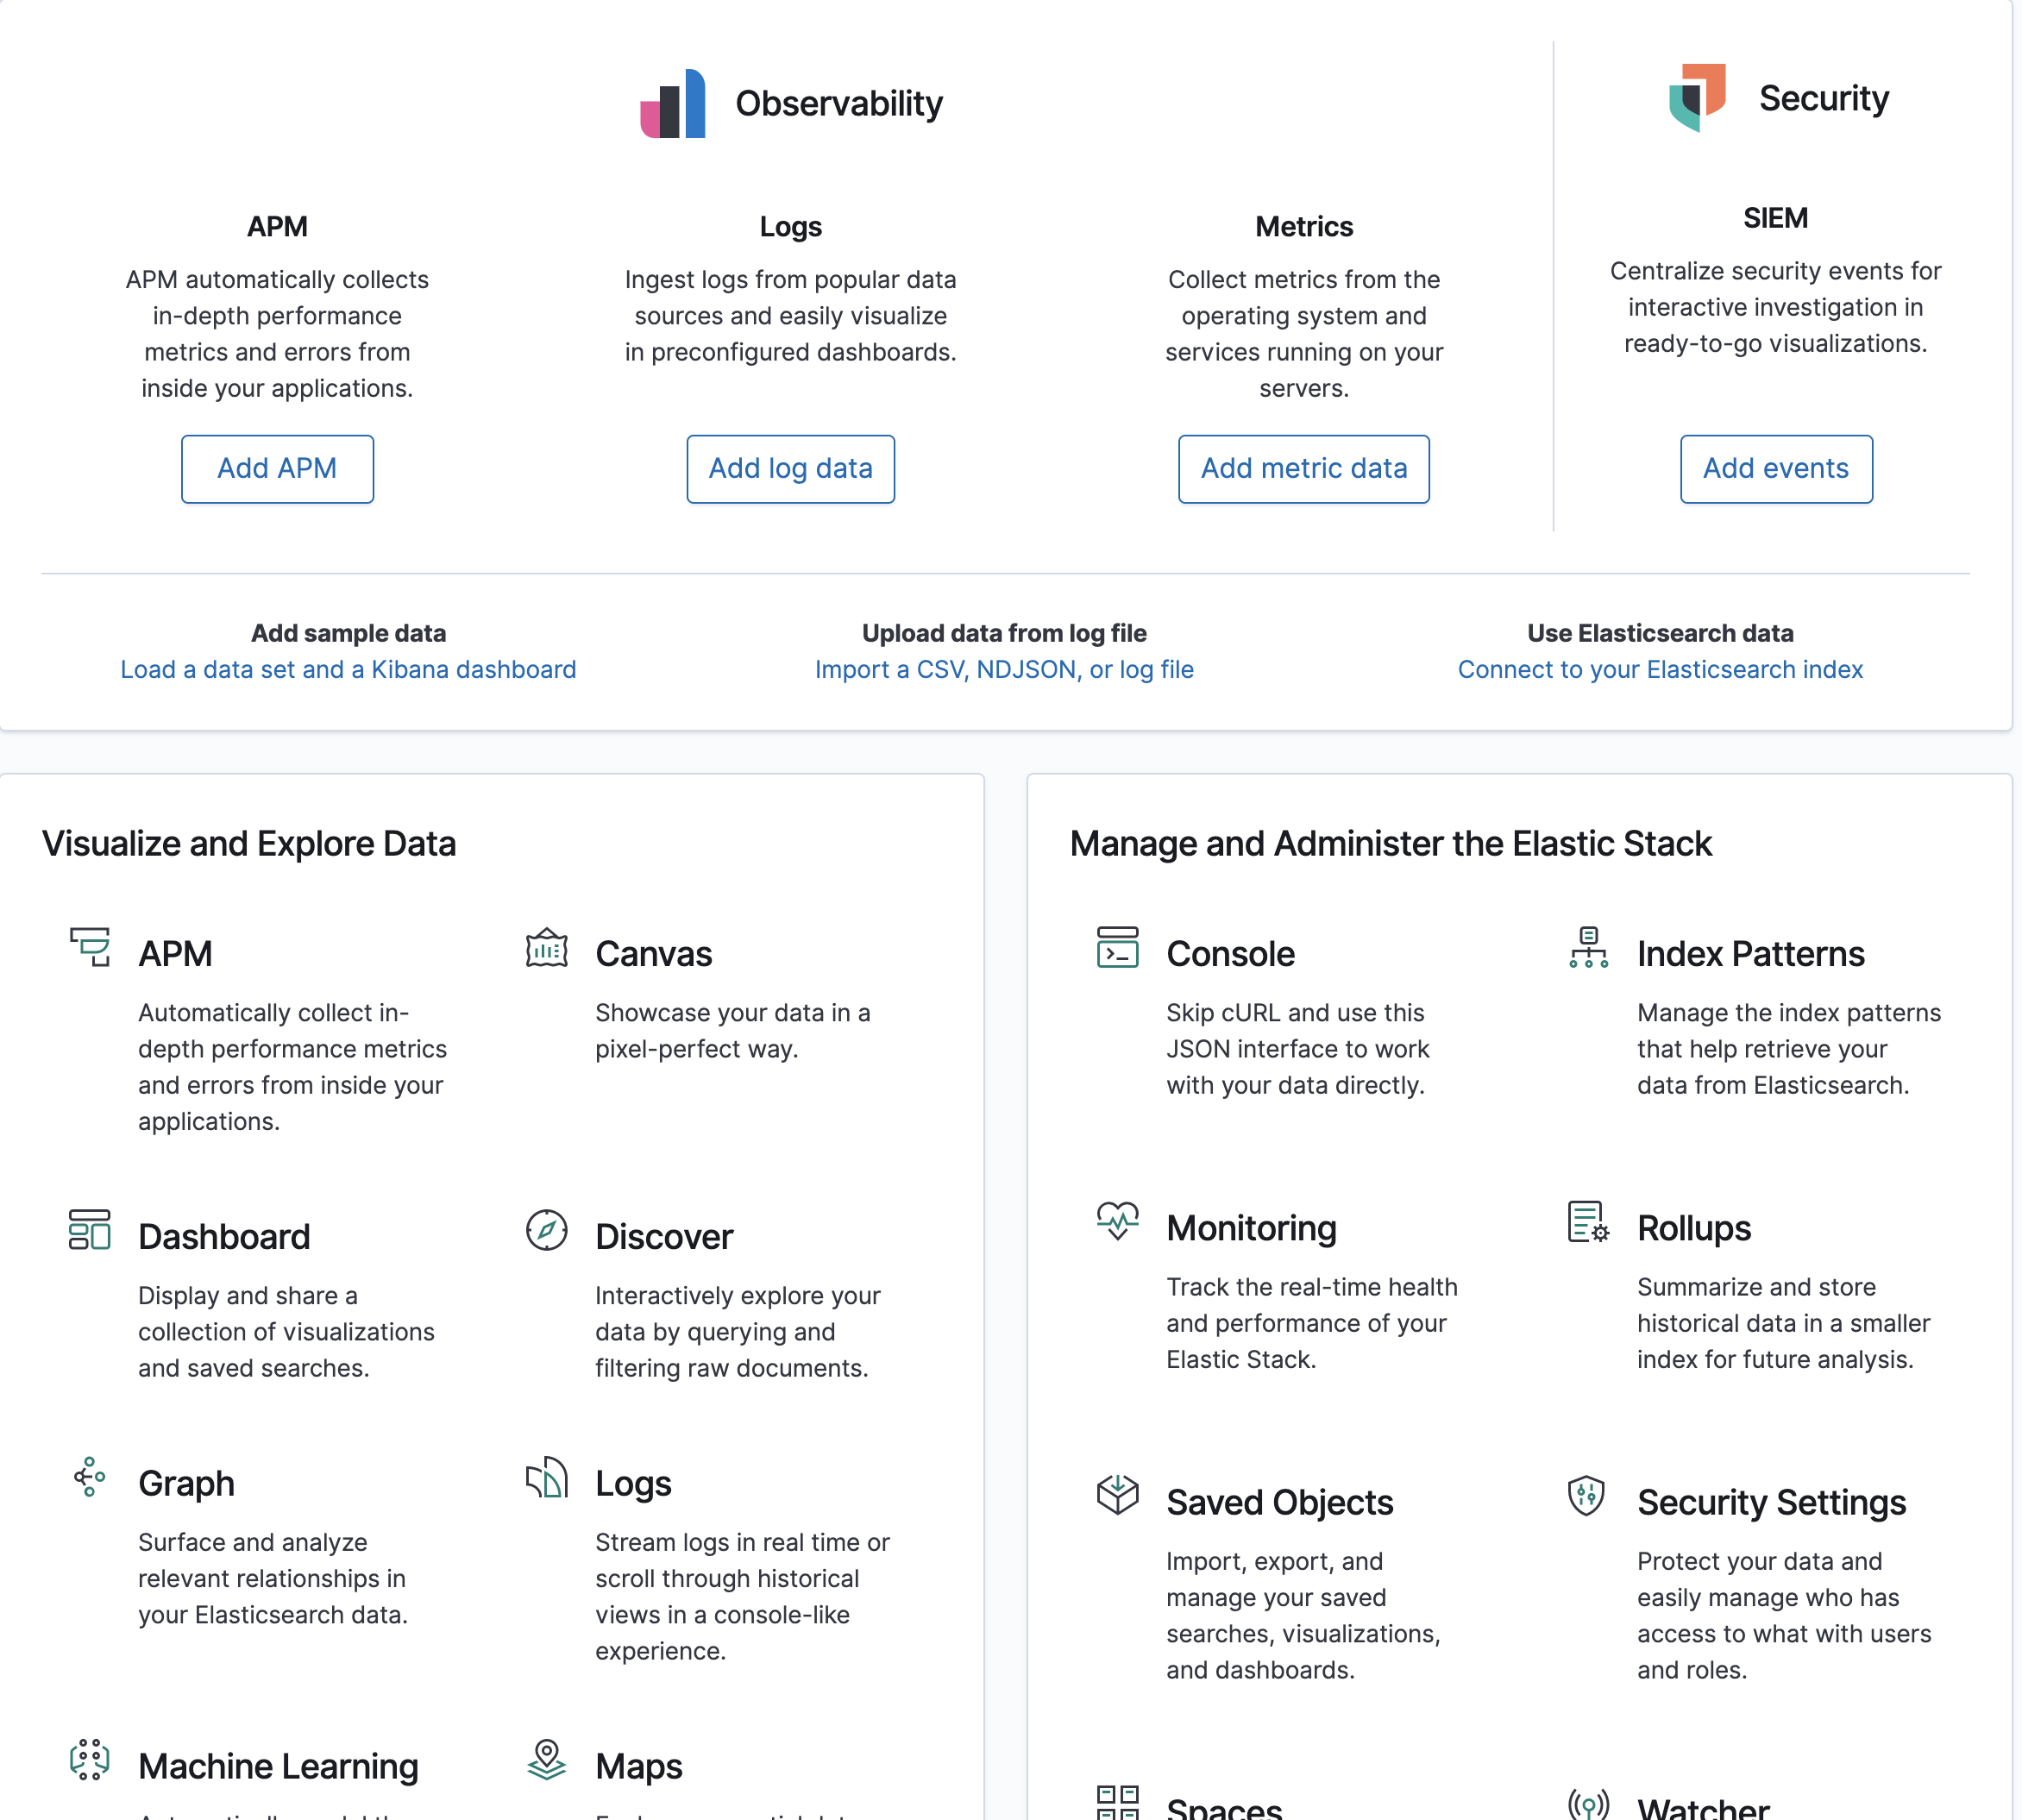 Observability
Security
APM
APM automatically collects
in-depth performance
metrics and errors from
inside your applications.
Add APM
Logs
Ingest logs from popular data
sources and easily visualize
in preconfigured dashboards.
Add log data
Metrics
Collect metrics from the
operating system and
services running on your
servers.
Add metric data
SIEM
Centralize security events for
interactive investigation in
ready-to-go visualizations.
Add events
Add sample data
Load a data set and a Kibana dashboard
Upload data from log file
Import a CSV, NDJSON, or log file
Use Elasticsearch data
Connect to your Elasticsearch index
Visualize and Explore Data
APM
Automatically collect in-
depth performance metrics
and errors from inside your
applications.
Canvas
Showcase your data in a
pixel-perfect way.
Dashboard
Display and share a
collection of visualizations
and saved searches.
Discover
Interactively explore your
data by querying and
filtering raw documents.
Graph
Surface and analyze
relevant relationships in
your Elasticsearch data.
Logs
Stream logs in real time or
scroll through historical
views in a console-like
experience.
Machine Learning
Maps
Manage and Administer the Elastic Stack
Console
Skip cURL and use this
JSON interface to work
with your data directly.
Index Patterns
Manage the index patterns
that help retrieve your
data from Elasticsearch.
Monitoring
Track the real-time health
and performance of your
Elastic Stack.
Rollups
Summarize and store
historical data in a smaller
index for future analysis.
Saved Objects
Import, export, and
manage your saved
searches, visualizations,
and dashboards.
Security Settings
Protect your data and
easily manage who has
access to what with users
and roles.
Spaces
Watcher